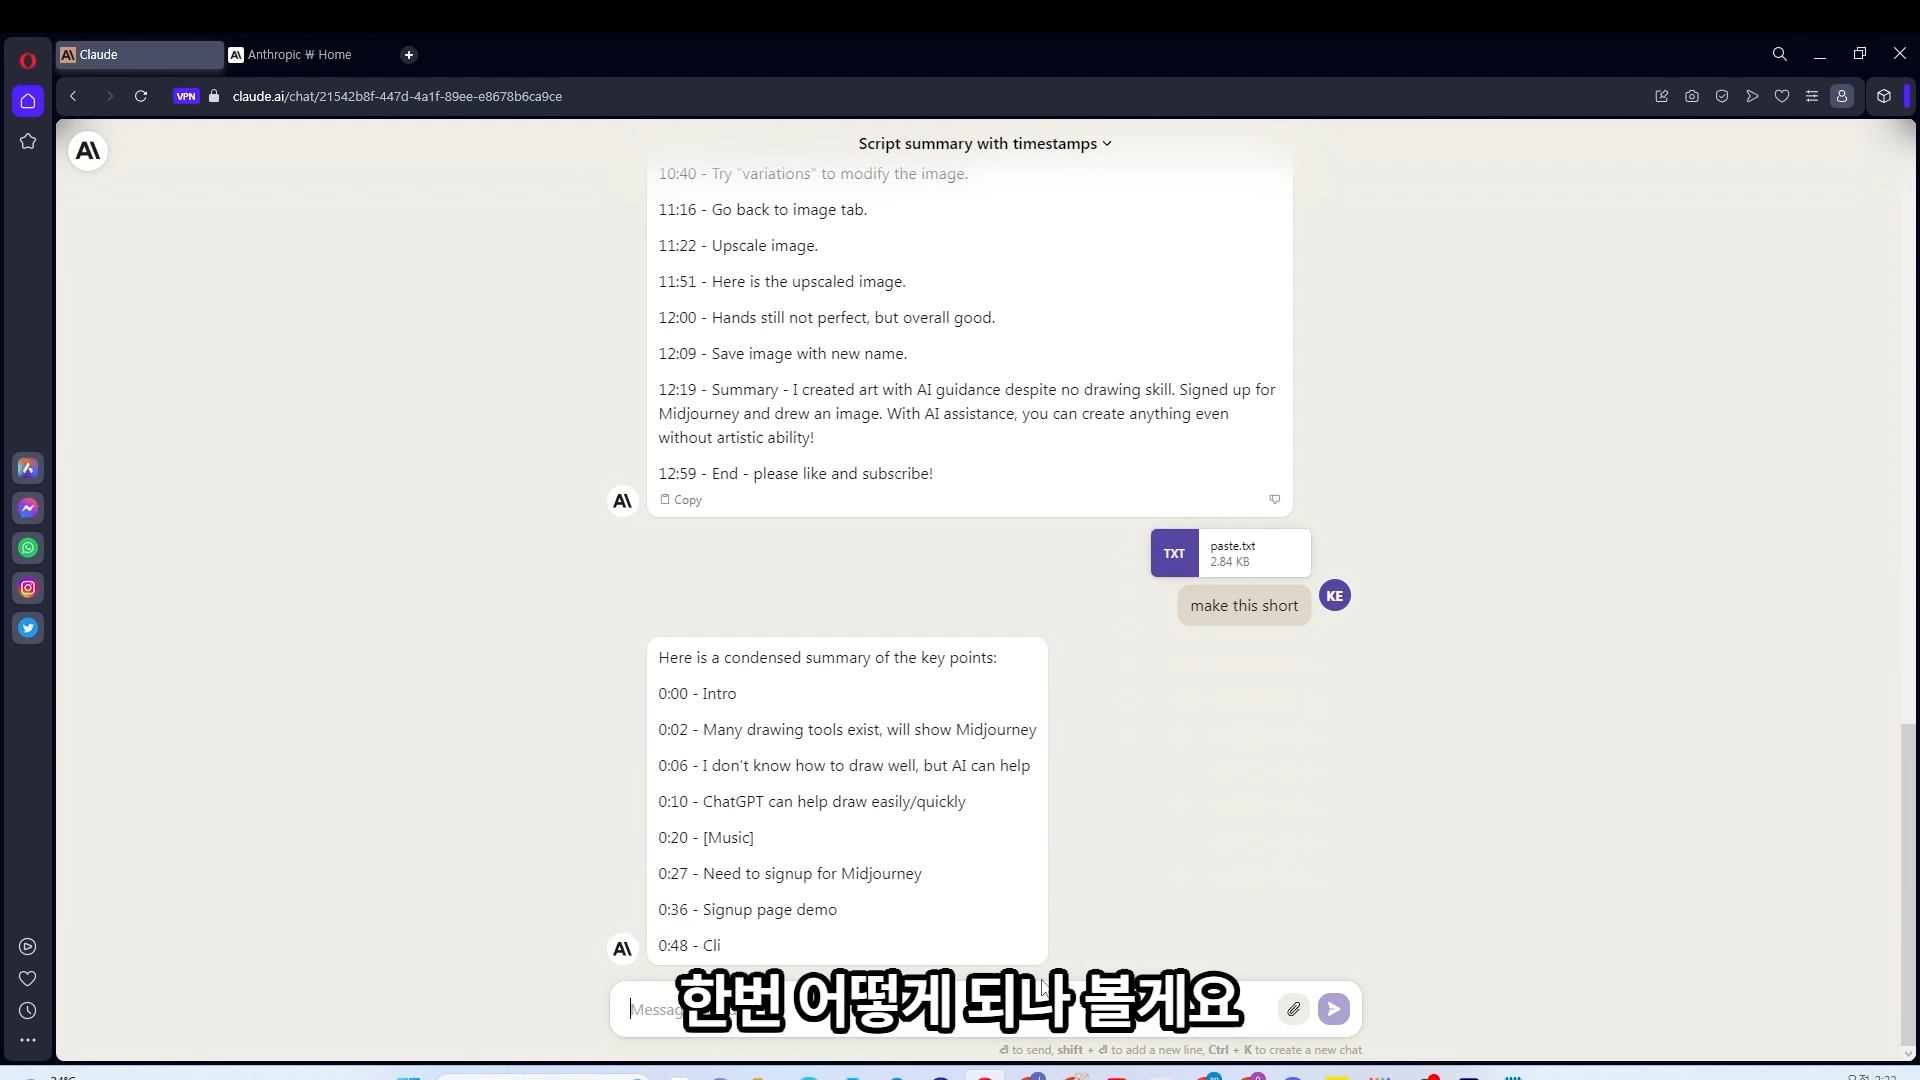 Claude
Anthropic ₩ Home
VPN
claude.ai/chat/21542b8f-447d-4a1f-89ee-e8678b6ca9ce
Script summary with timestamps
10:40 - Try "variations" to modify the image.
11:16 - Go back to image tab.
11:22 - Upscale image.
11:51 - Here is the upscaled image.
12:00 - Hands still not perfect, but overall good.
12:09 - Save image with new name.
12:19 - Summary - I created art with AI guidance despite no drawing skill. Signed up for
Midjourney and drew an image. With AI assistance, you can create anything even
without artistic ability!
12:59 - End - please like and subscribe!
Copy
TXT
paste.txt
2.84 KB
make this short
KE
Here is a condensed summary of the key points:
0:00 - Intro
0:02 - Many drawing tools exist, will show Midjourney
0:06 - I don't know how to draw well, but AI can help
0:10 - ChatGPT can help draw easily/quickly
0:20 - [Music]
0:27 - Need to signup for Midjourney
0:36 - Signup page demo
0:48 - Cli
한번 어떻게 되나 볼게요
⏎ to send, shift + ⏎ to add a new line, Ctrl + K to create a new chat